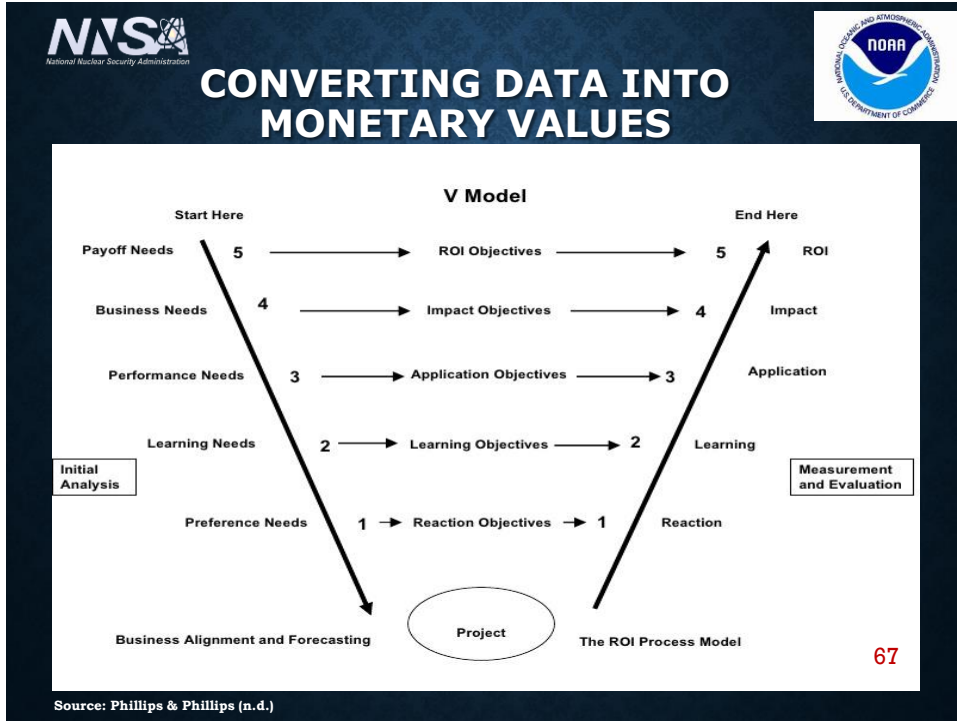 NNSA
National Nuclear Security Administration
NATIONAL OCEANIC AND ATMOSPHERIC ADMINISTRATION
NOAA
U.S. DEPARTMENT OF COMMERCE
CONVERTING DATA INTO
MONETARY VALUES
V Model
Start Here
End Here
Payoff Needs 5 ROI Objectives 5 ROI
Business Needs 4 Impact Objectives 4 Impact
Performance Needs 3 Application Objectives 3 Application
Learning Needs 2 Learning Objectives 2 Learning
Initial
Analysis
Measurement
and Evaluation
Preference Needs 1 Reaction Objectives 1 Reaction
Business Alignment and Forecasting
Project
The ROI Process Model
67
Source: Phillips & Phillips (n.d.)